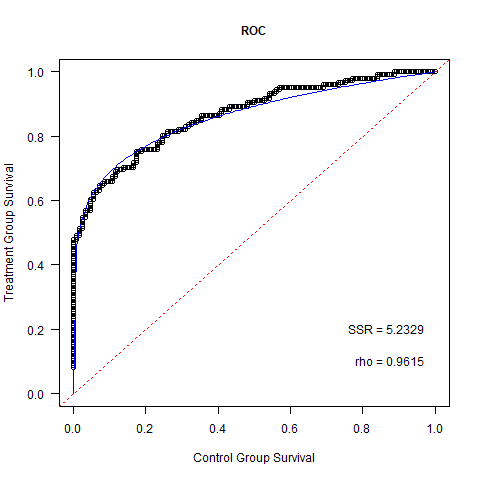 ROC
1.0
0.8
0.6
0.4
0.2
0.0
Treatment Group Survival
SSR = 5.2329
rho = 0.9615
0.0 0.2 0.4 0.6 0.8 1.0
Control Group Survival